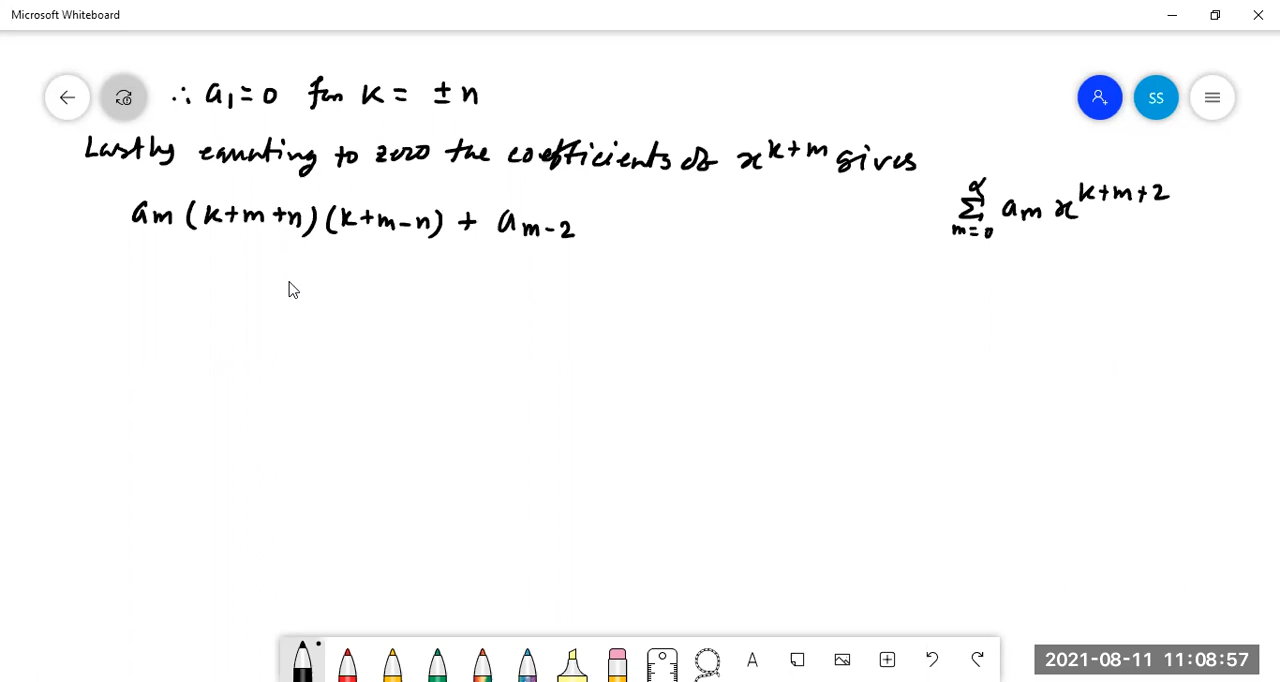 Microsoft Whiteboard
∴ a₁ = 0 for k = ± n
Lastly equating to zero the coefficients of x^{k+m} gives
a_m (k+m+n)(k+m-n) + a_{m-2}
∑_{m=0}^{∝} a_m x^{k+m+2}
SS
A
2021-08-11 11:08:57